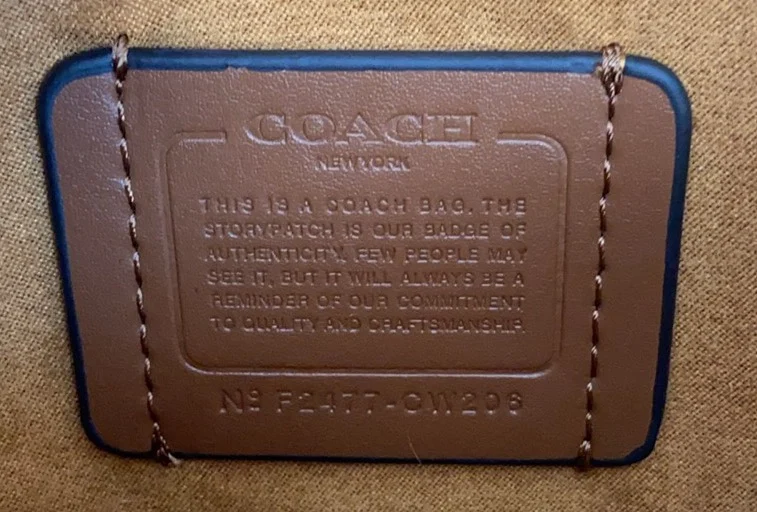 COACH
NEW YORK
THIS IS A COACH BAG. THE
STORYPATCH IS OUR BADGE OF
AUTHENTICITY. FEW PEOPLE MAY
SEE IT, BUT IT WILL ALWAYS BE A
REMINDER OF OUR COMMITMENT
TO QUALITY AND CRAFTSMANSHIP.
Nº F2477-CW206